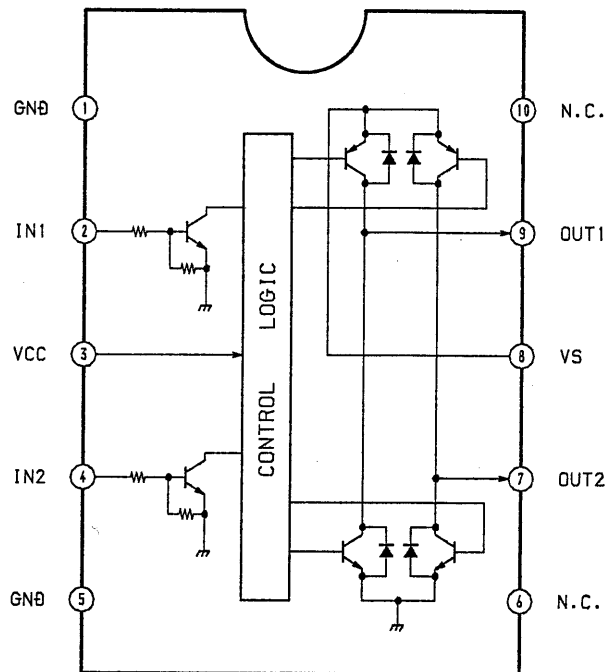 GND 1
10 N.C.
IN1 2
9 OUT1
VCC 3
8 VS
IN2 4
7 OUT2
GND 5
6 N.C.
CONTROL LOGIC